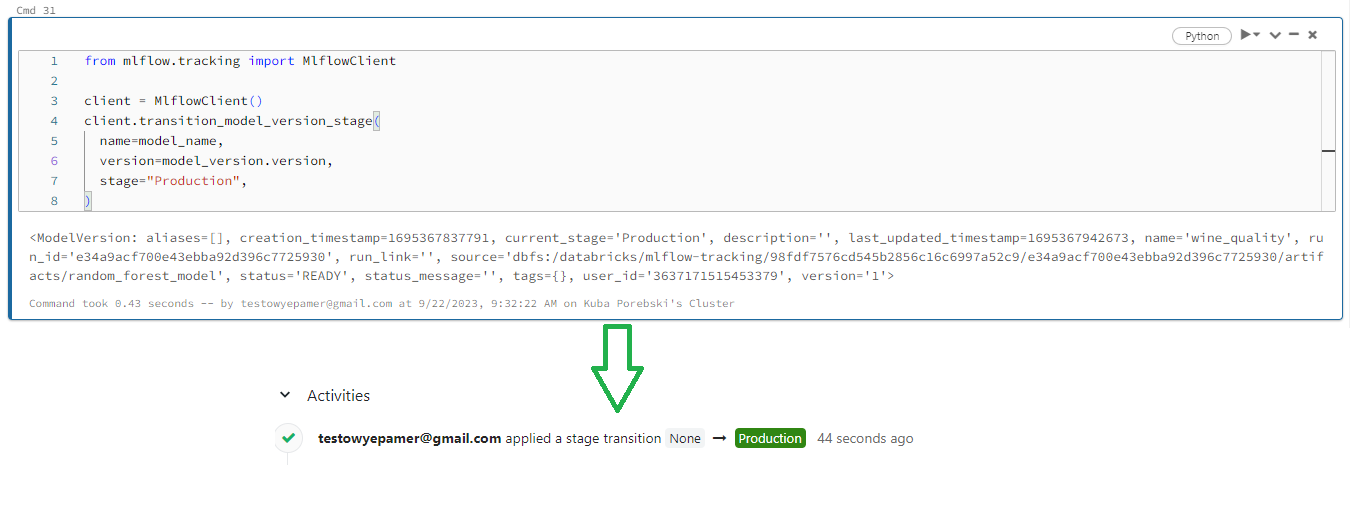 Cmd 31
Python
1 from mlflow.tracking import MlflowClient
2
3 client = MlflowClient()
4 client.transition_model_version_stage(
5   name=model_name,
6   version=model_version.version,
7   stage="Production",
8 )
<ModelVersion: aliases=[], creation_timestamp=1695367837791, current_stage='Production', description='', last_updated_timestamp=1695367942673, name='wine_quality', ru
n_id='e34a9acf700e43ebba92d396c7725930', run_link='', source='dbfs:/databricks/mlflow-tracking/98fdf7576cd545b2856c16c6997a52c9/e34a9acf700e43ebba92d396c7725930/artif
acts/random_forest_model', status='READY', status_message='', tags={}, user_id='3637171515453379', version='1'>
Command took 0.43 seconds -- by testowyepamer@gmail.com at 9/22/2023, 9:32:22 AM on Kuba Porebski's Cluster
Activities
testowyepamer@gmail.com applied a stage transition None → Production 44 seconds ago